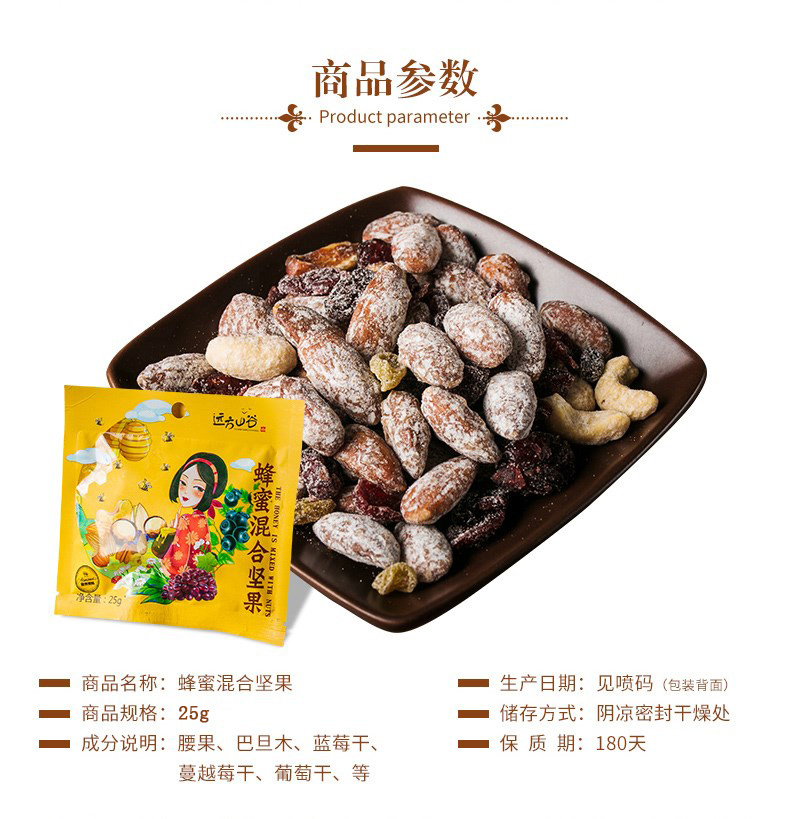 商品参数
Product parameter
远方山谷
蜂蜜混合坚果
THE HONEY IS MIXED WITH NUTS
净含量：25g
商品名称：蜂蜜混合坚果
商品规格：25g
成分说明：腰果、巴旦木、蓝莓干、
蔓越莓干、葡萄干、等
生产日期：见喷码（包装背面）
储存方式：阴凉密封干燥处
保 质 期：180天